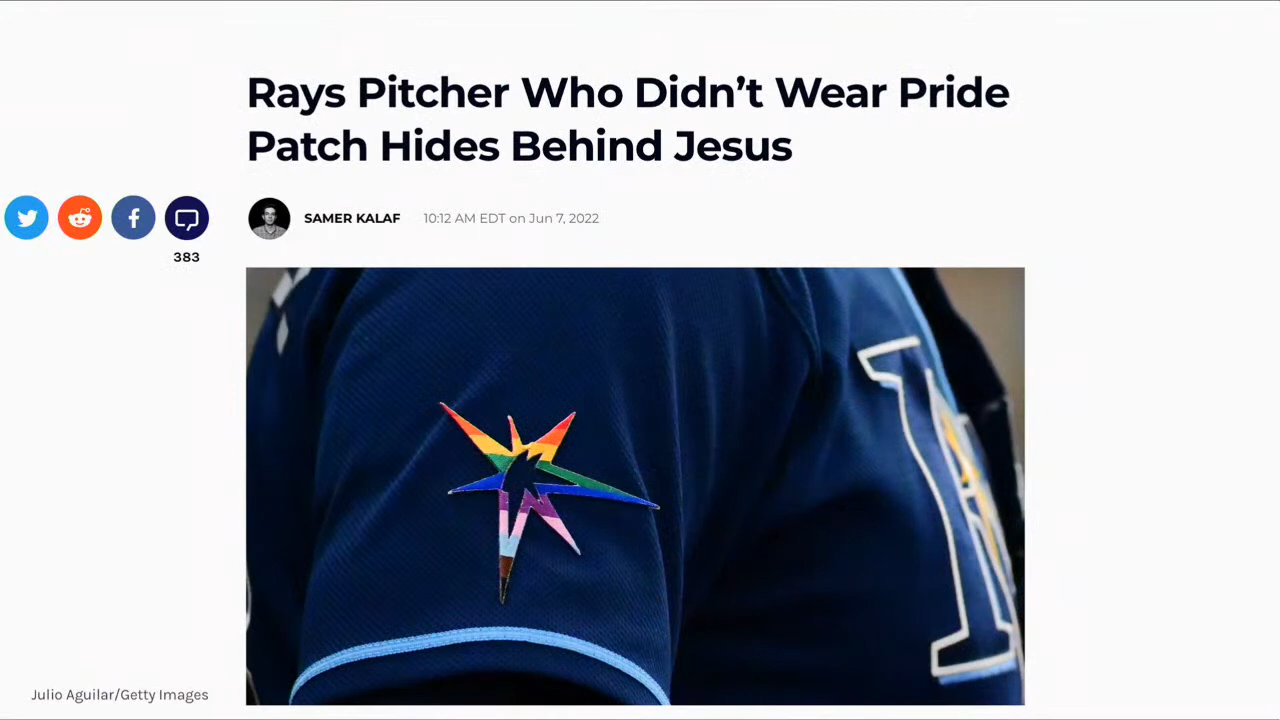 Rays Pitcher Who Didn't Wear Pride
Patch Hides Behind Jesus
SAMER KALAF 10:12 AM EDT on Jun 7, 2022
383
Julio Aguilar/Getty Images